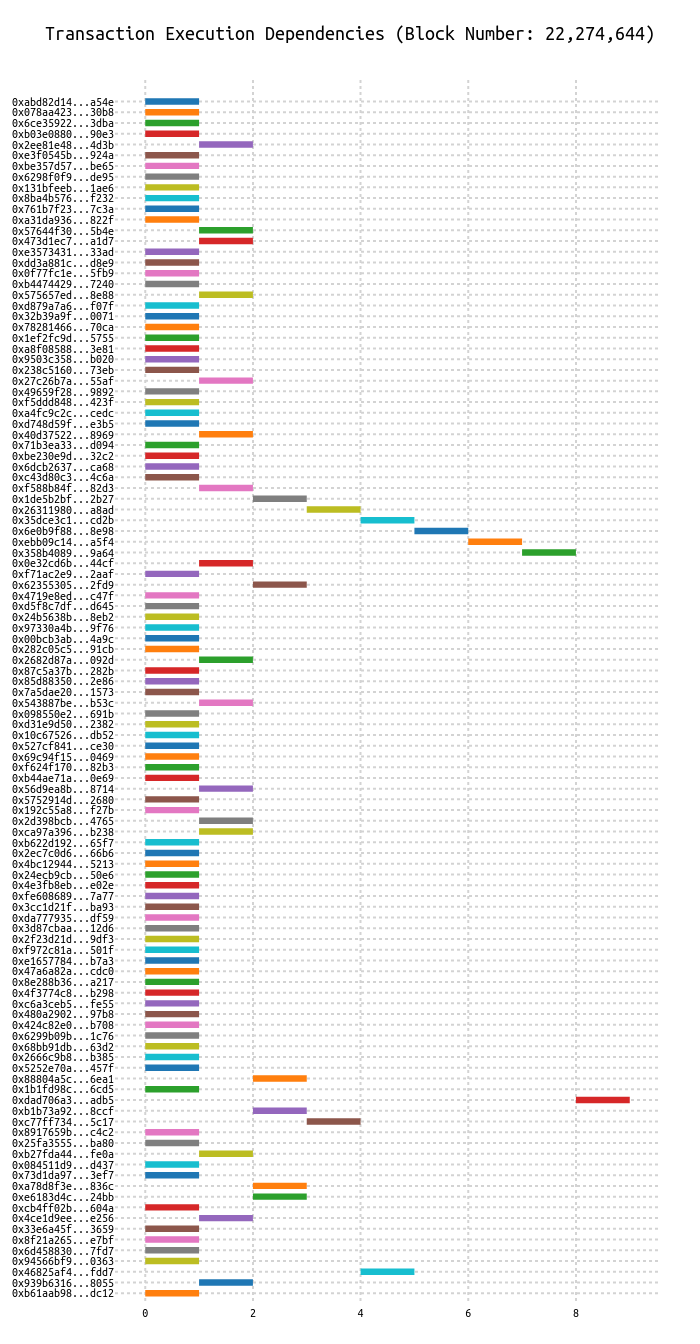 Transaction Execution Dependencies (Block Number: 22,274,644)
0xabd82d14...a54e
0x078aa423...30b8
0x6ce35922...3dba
0xb03e0880...90e3
0x2ee81e48...4d3b
0xe3f0545b...924a
0xbe357d57...be65
0x6298f0f9...de95
0x131bfeeb...1ae6
0x8ba4b576...f232
0x761b7f23...7c3a
0xa31da936...822f
0x57644f30...5b4e
0x473d1ec7...a1d7
0xe3573431...33ad
0xdd3a881c...d8e9
0x0f77fc1e...5fb9
0xb4474429...7240
0x575657ed...8e88
0xd879a7a6...f07f
0x32b39a9f...0071
0x78281466...70ca
0x1ef2fc9d...5755
0xa8f08588...3e81
0x9503c358...b020
0x238c5160...73eb
0x27c26b7a...55af
0x49659f28...9892
0xf5ddd848...423f
0xa4fc9c2c...cedc
0xd748d59f...e3b5
0x40d37522...8969
0x71b3ea33...d094
0xbe230e9d...32c2
0x6dcb2637...ca68
0xc43d80c3...4c6a
0xf588b84f...82d3
0x1de5b2bf...2b27
0x26311980...a8ad
0x35dce3c1...cd2b
0x6e0b9f88...8e98
0xebb09c14...a5f4
0x358b4089...9a64
0x0e32cd6b...44cf
0xf71ac2e9...2aaf
0x62355305...2fd9
0x4719e8ed...c47f
0xd5f8c7df...d645
0x24b5638b...8eb2
0x97330a4b...9f76
0x00bcb3ab...4a9c
0x282c05c5...91cb
0x2682d87a...092d
0x87c5a37b...282b
0x85d88350...2e86
0x7a5dae20...1573
0x543887be...b53c
0x098550e2...691b
0xd31e9d50...2382
0x10c67526...db52
0x527cf841...ce30
0x69c94f15...0469
0xf624f170...82b3
0xb44ae71a...0e69
0x56d9ea8b...8714
0x5752914d...2680
0x192c55a8...f27b
0x2d398bcb...4765
0xca97a396...b238
0xb622d192...65f7
0x2ec7c0d6...66b6
0x4bc12944...5213
0x24ecb9cb...50e6
0x4e3fb8eb...e02e
0xfe608689...7a77
0x3cc1d21f...ba93
0xda777935...df59
0x3d87cbaa...12d6
0x2f23d21d...9df3
0xf972c81a...501f
0xe1657784...b7a3
0x47a6a82a...cdc0
0x8e288b36...a217
0x4f3774c8...b298
0xc6a3ceb5...fe55
0x480a2902...97b8
0x424c82e0...b708
0x6299b09b...1c76
0x68bb91db...63d2
0x2666c9b8...b385
0x5252e70a...457f
0x88804a5c...6ea1
0x1b1fd98c...6cd5
0xdad706a3...adb5
0xb1b73a92...8ccf
0xc77ff734...5c17
0x8917659b...c4c2
0x25fa3555...ba80
0xb27fda44...fe0a
0x084511d9...d437
0x73d1da97...3ef7
0xa78d8f3e...836c
0xe6183d4c...24bb
0xcb4ff02b...604a
0x4ce1d9ee...e256
0x33e6a45f...3659
0x8f21a265...e7bf
0x6d458830...7fd7
0x94566bf9...0363
0x46825af4...fdd7
0x939b6316...8055
0xb61aab98...dc12
0 2 4 6 8